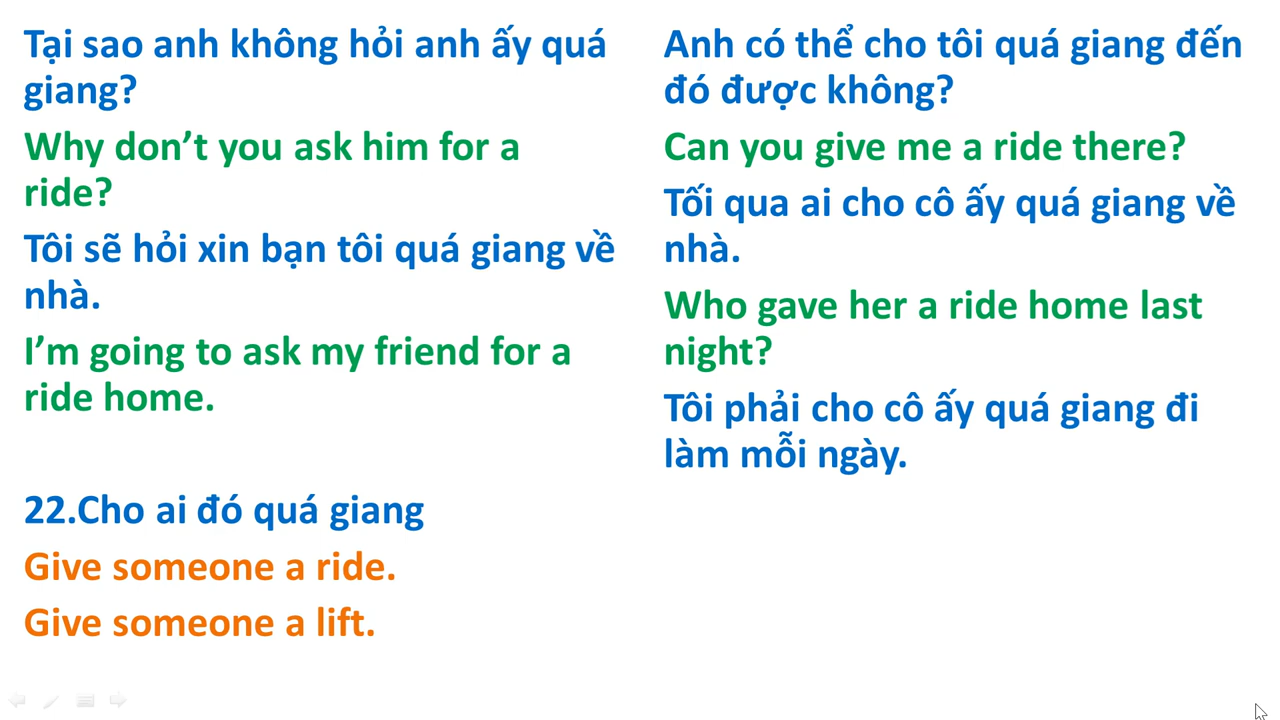 Tại sao anh không hỏi anh ấy quá
giang?
Why don’t you ask him for a
ride?
Tôi sẽ hỏi xin bạn tôi quá giang về
nhà.
I’m going to ask my friend for a
ride home.
22.Cho ai đó quá giang
Give someone a ride.
Give someone a lift.
Anh có thể cho tôi quá giang đến
đó được không?
Can you give me a ride there?
Tối qua ai cho cô ấy quá giang về
nhà.
Who gave her a ride home last
night?
Tôi phải cho cô ấy quá giang đi
làm mỗi ngày.